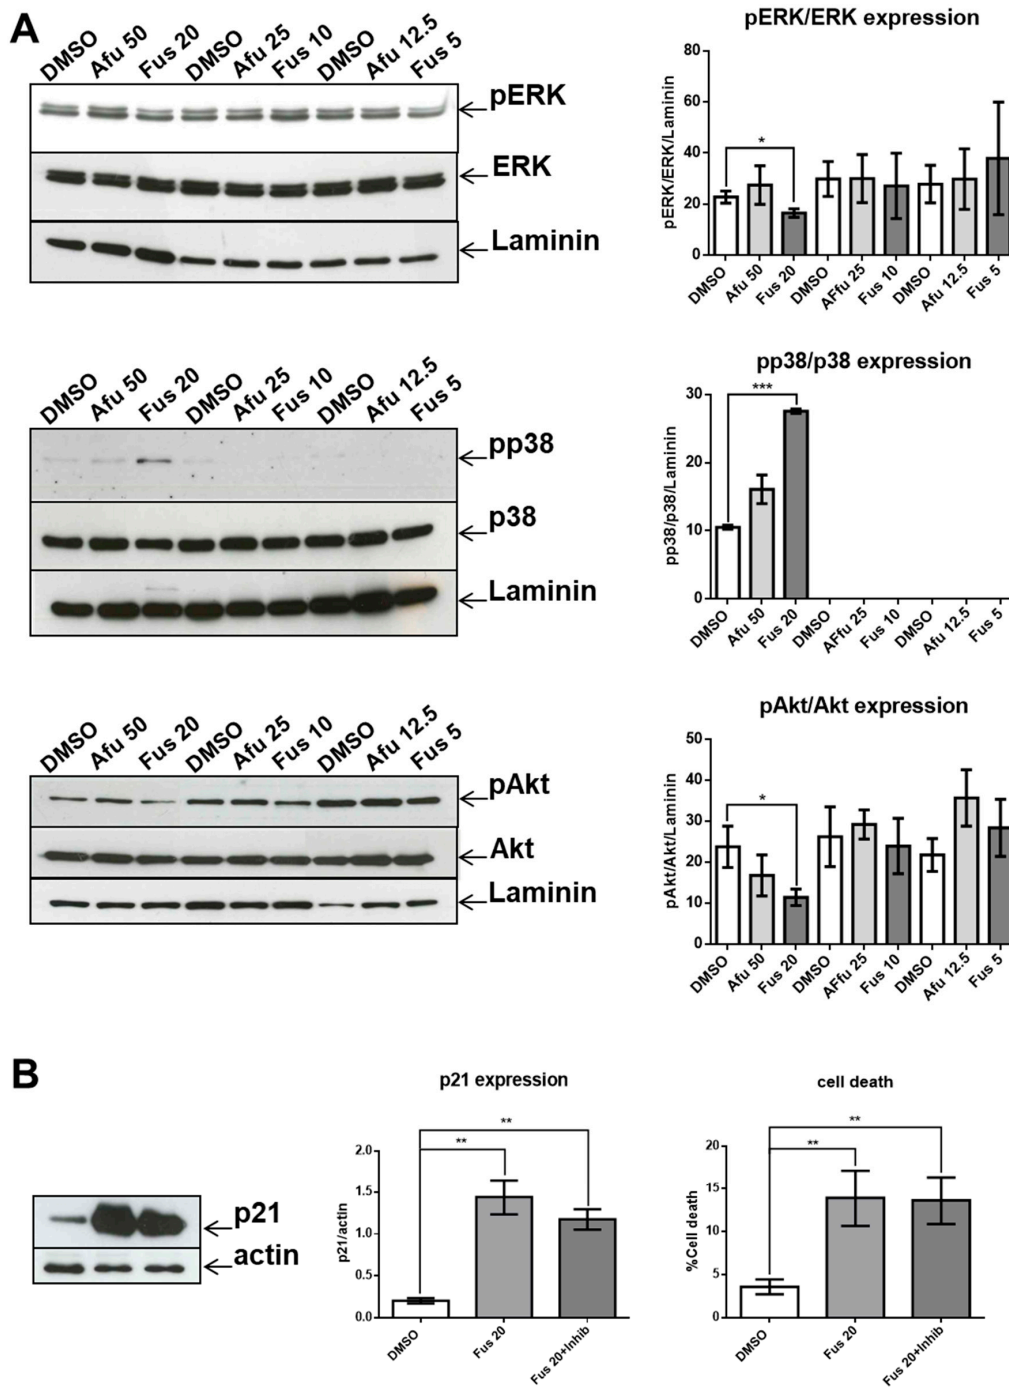 A
DMSO Afu 50 Fus 20 DMSO Afu 25 Fus 10 DMSO Afu 12.5 Fus 5
pERK
ERK
Laminin
pERK/ERK expression
pERK/ERK/Laminin
80
60
40
20
0
*
DMSO Afu 50 Fus 20 DMSO AFfu 25 Fus 10 DMSO Afu 12.5 Fus 5
DMSO Afu 50 Fus 20 DMSO Afu 25 Fus 10 DMSO Afu 12.5 Fus 5
pp38
p38
Laminin
pp38/p38 expression
pp38/p38/Laminin
30
20
10
0
***
DMSO Afu 50 Fus 20 DMSO AFfu 25 Fus 10 DMSO Afu 12.5 Fus 5
DMSO Afu 50 Fus 20 DMSO Afu 25 Fus 10 DMSO Afu 12.5 Fus 5
pAkt
Akt
Laminin
pAkt/Akt expression
pAkt/Akt/Laminin
50
40
30
20
10
0
*
DMSO Afu 50 Fus 20 DMSO AFfu 25 Fus 10 DMSO Afu 12.5 Fus 5
B
p21
actin
p21 expression
p21/actin
2.0
1.5
1.0
0.5
0.0
**
**
DMSO Fus 20 Fus 20+Inhib
cell death
%Cell death
20
15
10
5
0
**
**
DMSO Fus 20 Fus 20+Inhib